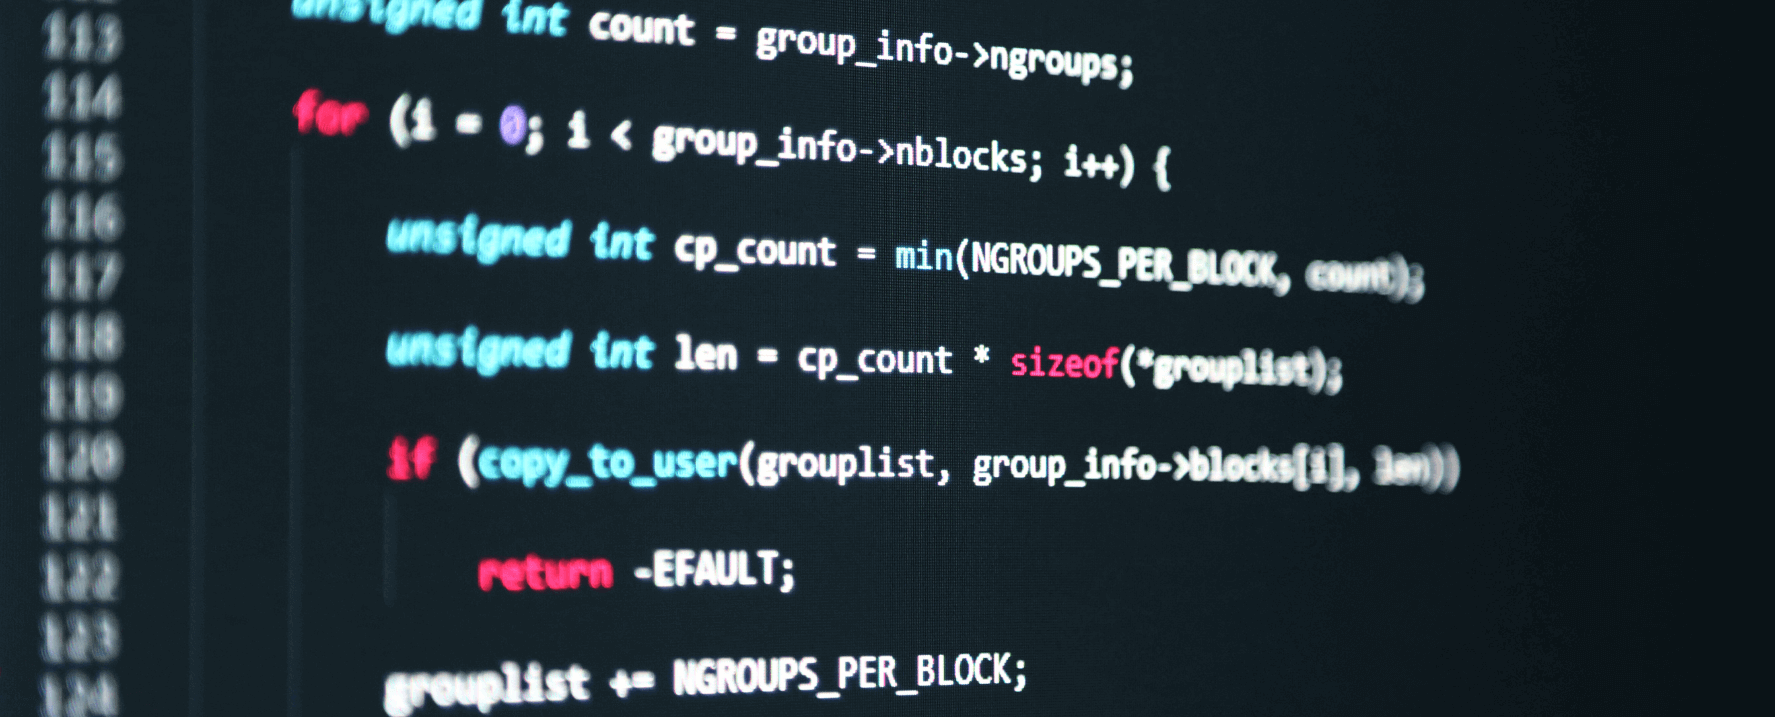 113
unsigned int count = group_info->ngroups;
114
for (i = 0; i < group_info->nblocks; i++) {
115
116
unsigned int cp_count = min(NGROUPS_PER_BLOCK, count);
117
118
unsigned int len = cp_count * sizeof(*grouplist);
119
120
if (copy_to_user(grouplist, group_info->blocks[i], len))
121
122
return -EFAULT;
123
124
grouplist += NGROUPS_PER_BLOCK;